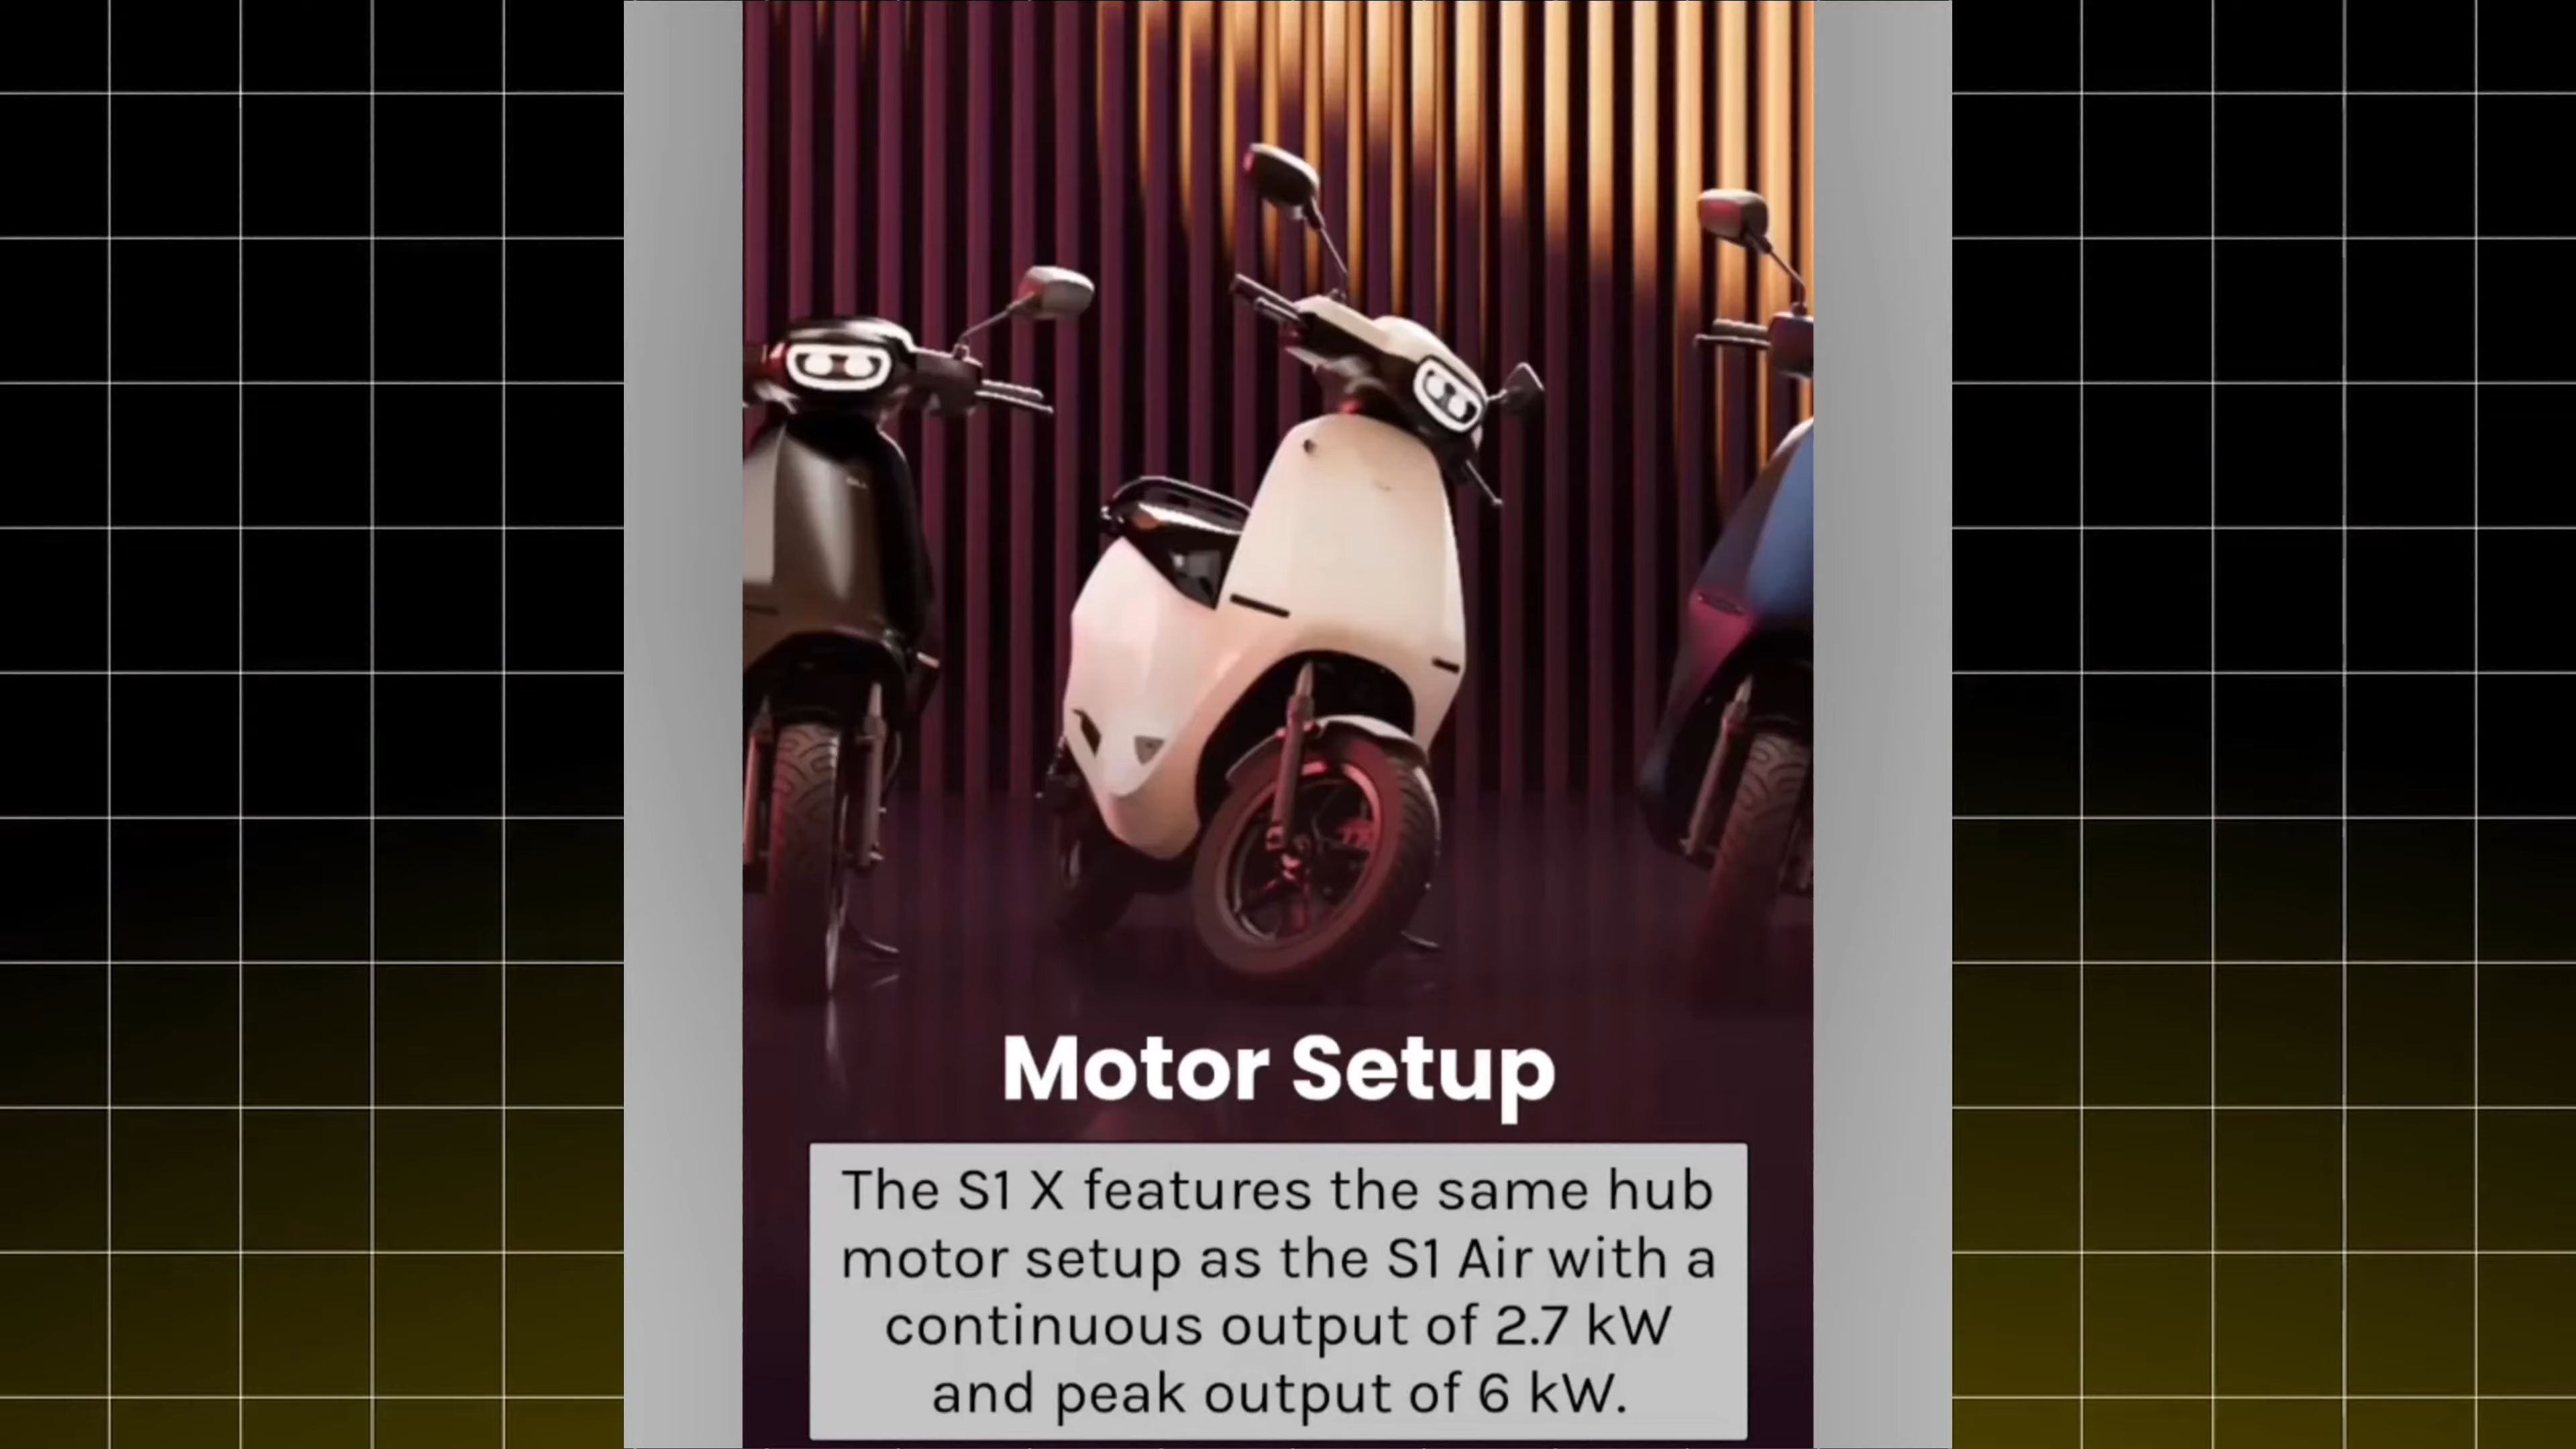 Motor Setup
The S1 X features the same hub
motor setup as the S1 Air with a
continuous output of 2.7 kW
and peak output of 6 kW.